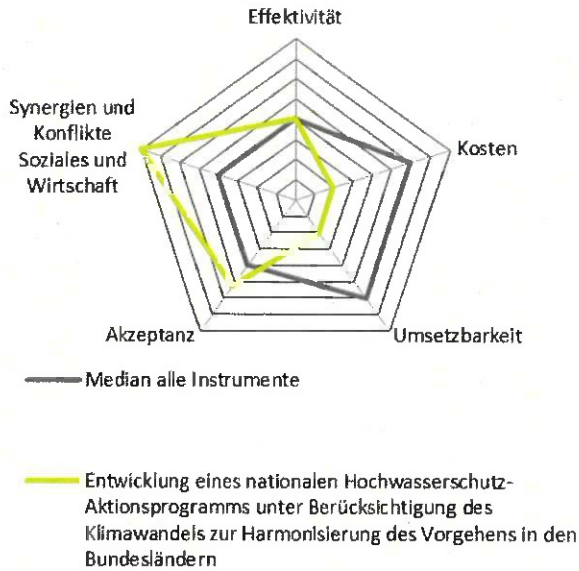 Effektivität
Synergien und
Konflikte
Soziales und
Wirtschaft
Kosten
Akzeptanz
Umsetzbarkeit
Median alle Instrumente
Entwicklung eines nationalen Hochwasserschutz-
Aktionsprogramms unter Berücksichtigung des
Klimawandels zur Harmonisierung des Vorgehens in den
Bundesländern